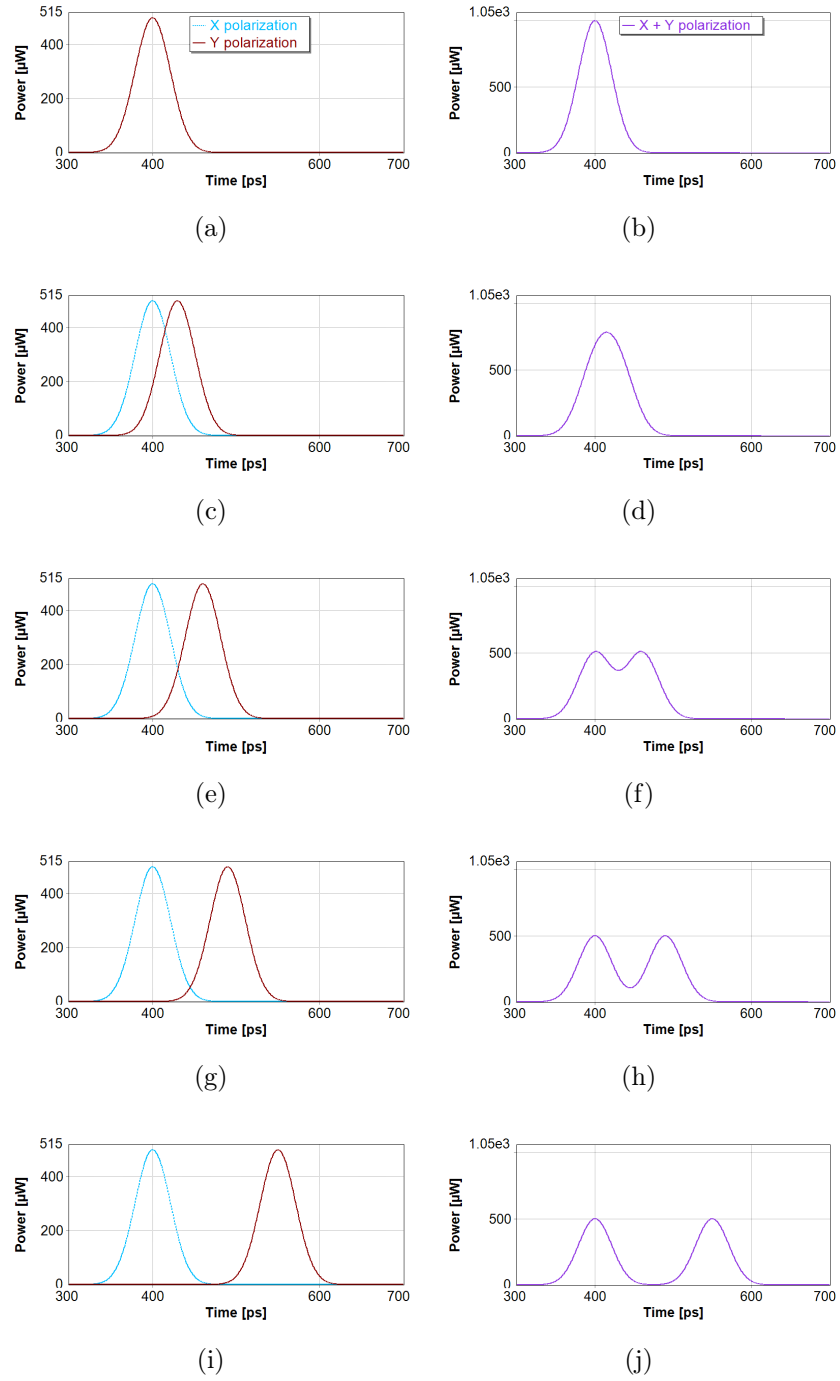 515
400
200
0
300
400
600
700
Power [µW]
Time [ps]
X polarization
Y polarization
(a)
1.05e3
500
0
300
400
600
700
Power [µW]
Time [ps]
X + Y polarization
(b)
515
400
200
0
300
400
600
700
Power [µW]
Time [ps]
(c)
1.05e3
500
0
300
400
600
700
Power [µW]
Time [ps]
(d)
515
400
200
0
300
400
600
700
Power [µW]
Time [ps]
(e)
1.05e3
500
0
300
400
600
700
Power [µW]
Time [ps]
(f)
515
400
200
0
300
400
600
700
Power [µW]
Time [ps]
(g)
1.05e3
500
0
300
400
600
700
Power [µW]
Time [ps]
(h)
515
400
200
0
300
400
600
700
Power [µW]
Time [ps]
(i)
1.05e3
500
0
300
400
600
700
Power [µW]
Time [ps]
(j)